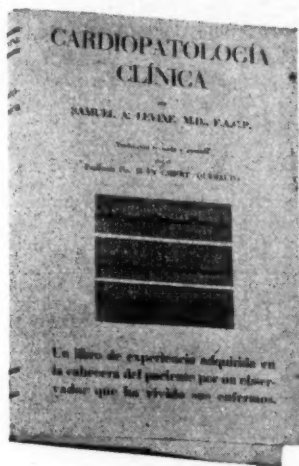 CARDIOPATOLOGÍA
CLÍNICA
SAMUEL A. LEVINE, M.D., F.A.C.P.
Un libro de experiencia adquirida en
la cabecera del paciente por un obser-
vador que ha vivido sus enfermos.